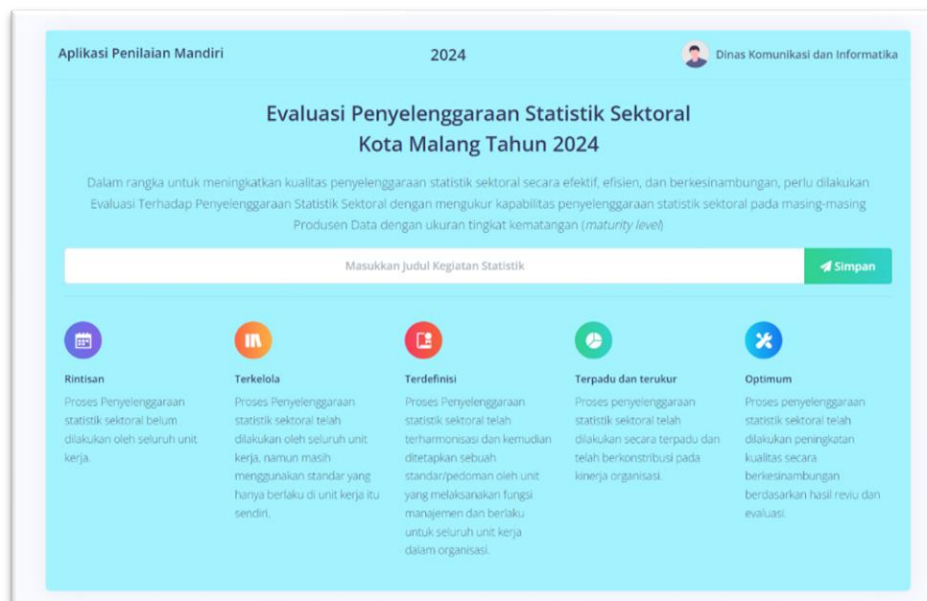 Aplikasi Penilaian Mandiri
2024
Dinas Komunikasi dan Informatika
Evaluasi Penyelenggaraan Statistik Sektoral
Kota Malang Tahun 2024
Dalam rangka untuk meningkatkan kualitas penyelenggaraan statistik sektoral secara efektif, efisien, dan berkesinambungan, perlu dilakukan
Evaluasi Terhadap Penyelenggaraan Statistik Sektoral dengan mengukur kapabilitas penyelenggaraan statistik sektoral pada masing-masing
Produsen Data dengan ukuran tingkat kematangan (maturity level)
Masukkan Judul Kegiatan Statistik
Simpan
Rintisan
Proses Penyelenggaraan
statistik sektoral belum
dilakukan oleh seluruh unit
kerja.
Terkelola
Proses Penyelenggaraan
statistik sektoral telah
dilakukan oleh seluruh unit
kerja, namun masih
menggunakan standar yang
hanya berlaku di unit kerja itu
sendiri.
Terdefinisi
Proses Penyelenggaraan
statistik sektoral telah
terharmonisasi dan kemudian
ditetapkan sebuah
standar/pedoman oleh unit
yang melaksanakan fungsi
manajemen dan berlaku
untuk seluruh unit kerja
dalam organisasi.
Terpadu dan terukur
Proses penyelenggaraan
statistik sektoral telah
dilakukan secara terpadu dan
telah berkonstribusi pada
kinerja organisasi.
Optimum
Proses penyelenggaraan
statistik sektoral telah
dilakukan peningkatan
kualitas secara
berkesinambungan
berdasarkan hasil reviu dan
evaluasi.